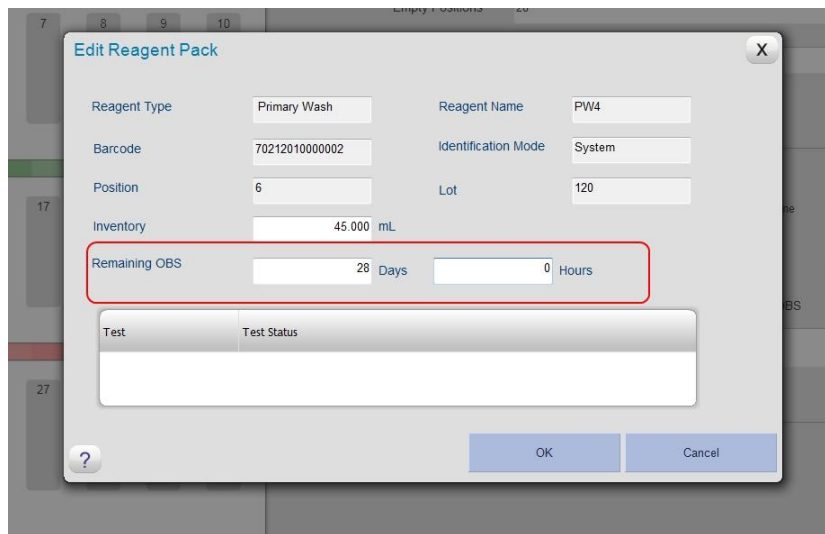 Empty Positions 20
7 8 9 10
Edit Reagent Pack X
Reagent Type Primary Wash Reagent Name PW4
Barcode 70212010000002 Identification Mode System
Position 6 Lot 120
17
Inventory 45.000 mL
Remaining OBS 28 Days 0 Hours
OBS
Test Test Status
27
? OK Cancel